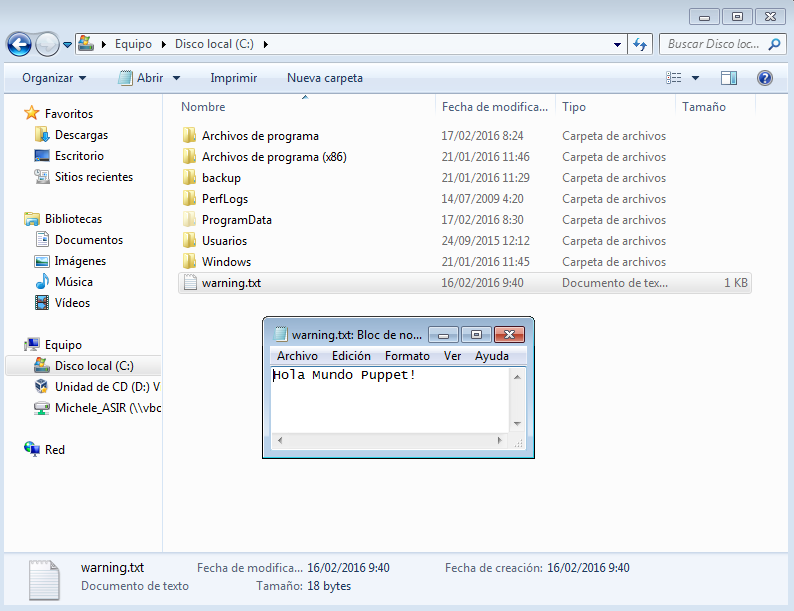 Equipo Disco local (C:)
Buscar Disco loc...
Organizar Abrir Imprimir Nueva carpeta
Nombre Fecha de modifica... Tipo Tamaño
Favoritos
Descargas
Escritorio
Sitios recientes
Bibliotecas
Documentos
Imágenes
Música
Vídeos
Equipo
Disco local (C:)
Unidad de CD (D:) V
Michele_ASIR (\\vbc
Red
Archivos de programa 17/02/2016 8:24 Carpeta de archivos
Archivos de programa (x86) 21/01/2016 11:46 Carpeta de archivos
backup 21/01/2016 11:29 Carpeta de archivos
PerfLogs 14/07/2009 4:20 Carpeta de archivos
ProgramData 17/02/2016 8:30 Carpeta de archivos
Usuarios 24/09/2015 12:12 Carpeta de archivos
Windows 21/01/2016 11:45 Carpeta de archivos
warning.txt 16/02/2016 9:40 Documento de tex... 1 KB
warning.txt: Bloc de no...
Archivo Edición Formato Ver Ayuda
Hola Mundo Puppet!
warning.txt Fecha de modifica... 16/02/2016 9:40 Fecha de creación: 16/02/2016 9:40
Documento de texto Tamaño: 18 bytes